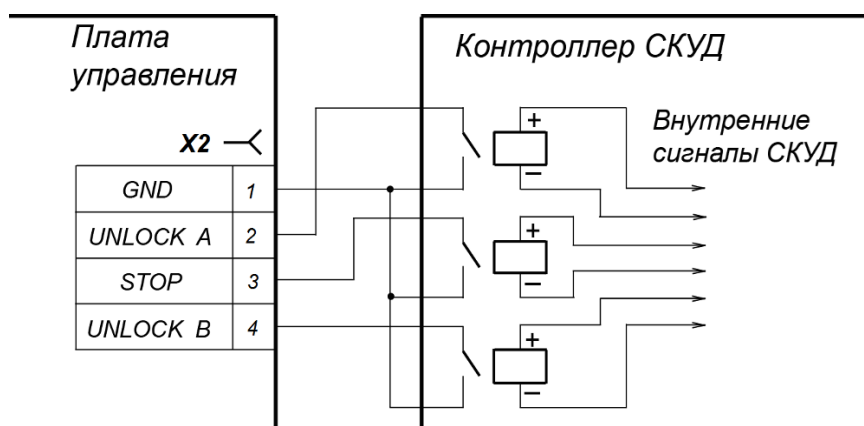 Плата
управления
Контроллер СКУД
X2
GND 1
UNLOCK A 2
STOP 3
UNLOCK B 4
Внутренние
сигналы СКУД
+
−
+
−
+
−